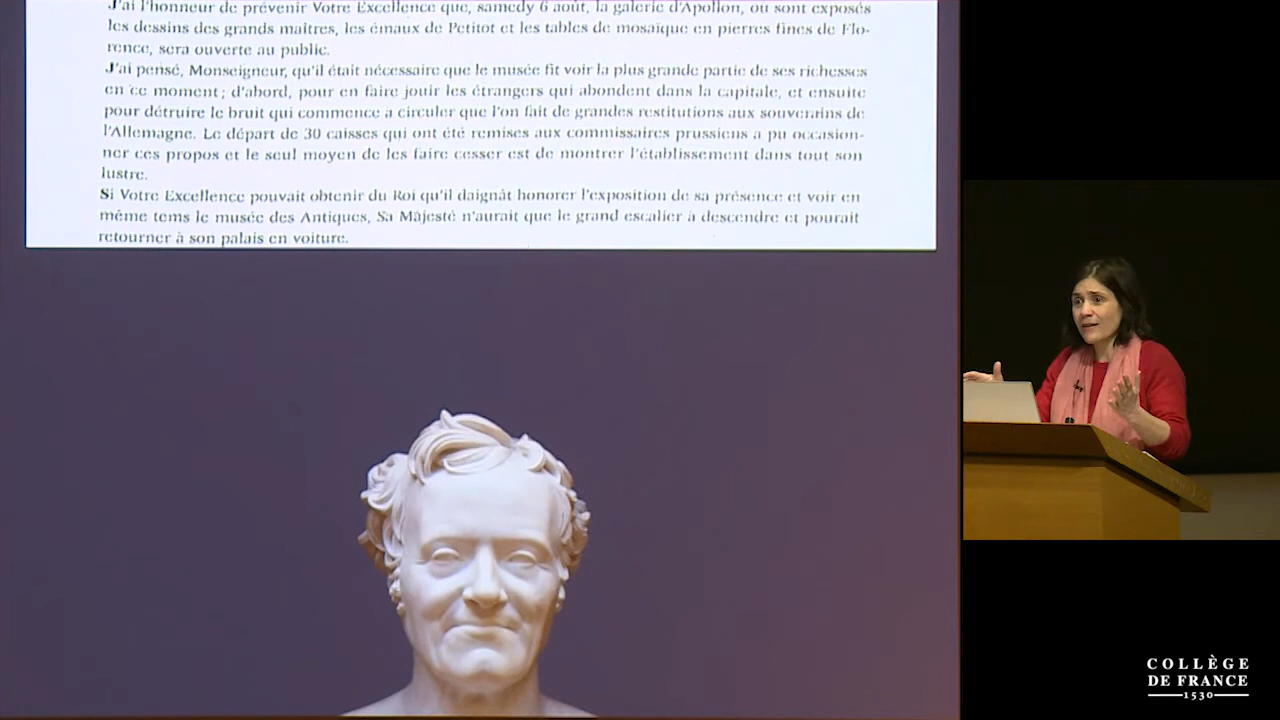 J'ai l'honneur de prévenir Votre Excellence que, samedy 6 août, la galerie d'Apollon, ou sont exposés
les dessins des grands maîtres, les émaux de Petitot et les tables de mosaïque en pierres fines de Flo-
rence, sera ouverte au public.
J'ai pensé, Monseigneur, qu'il était nécessaire que le musée fit voir la plus grande partie de ses richesses
en ce moment ; d'abord, pour en faire jouir les étrangers qui abondent dans la capitale, et ensuite
pour détruire le bruit qui commence a circuler que l'on fait de grandes restitutions aux souverains de
l'Allemagne. Le départ de 30 caisses qui ont été remises aux commissaires prussiens a pu occasion-
ner ces propos et le seul moyen de les faire cesser est de montrer l'établissement dans tout son
lustre.
Si Votre Excellence pouvait obtenir du Roi qu'il daignât honorer l'exposition de sa présence et voir en
même tems le musée des Antiques, Sa Majesté n'aurait que le grand escalier a descendre et pourait
retourner à son palais en voiture.
COLLÈGE
DE FRANCE
1530